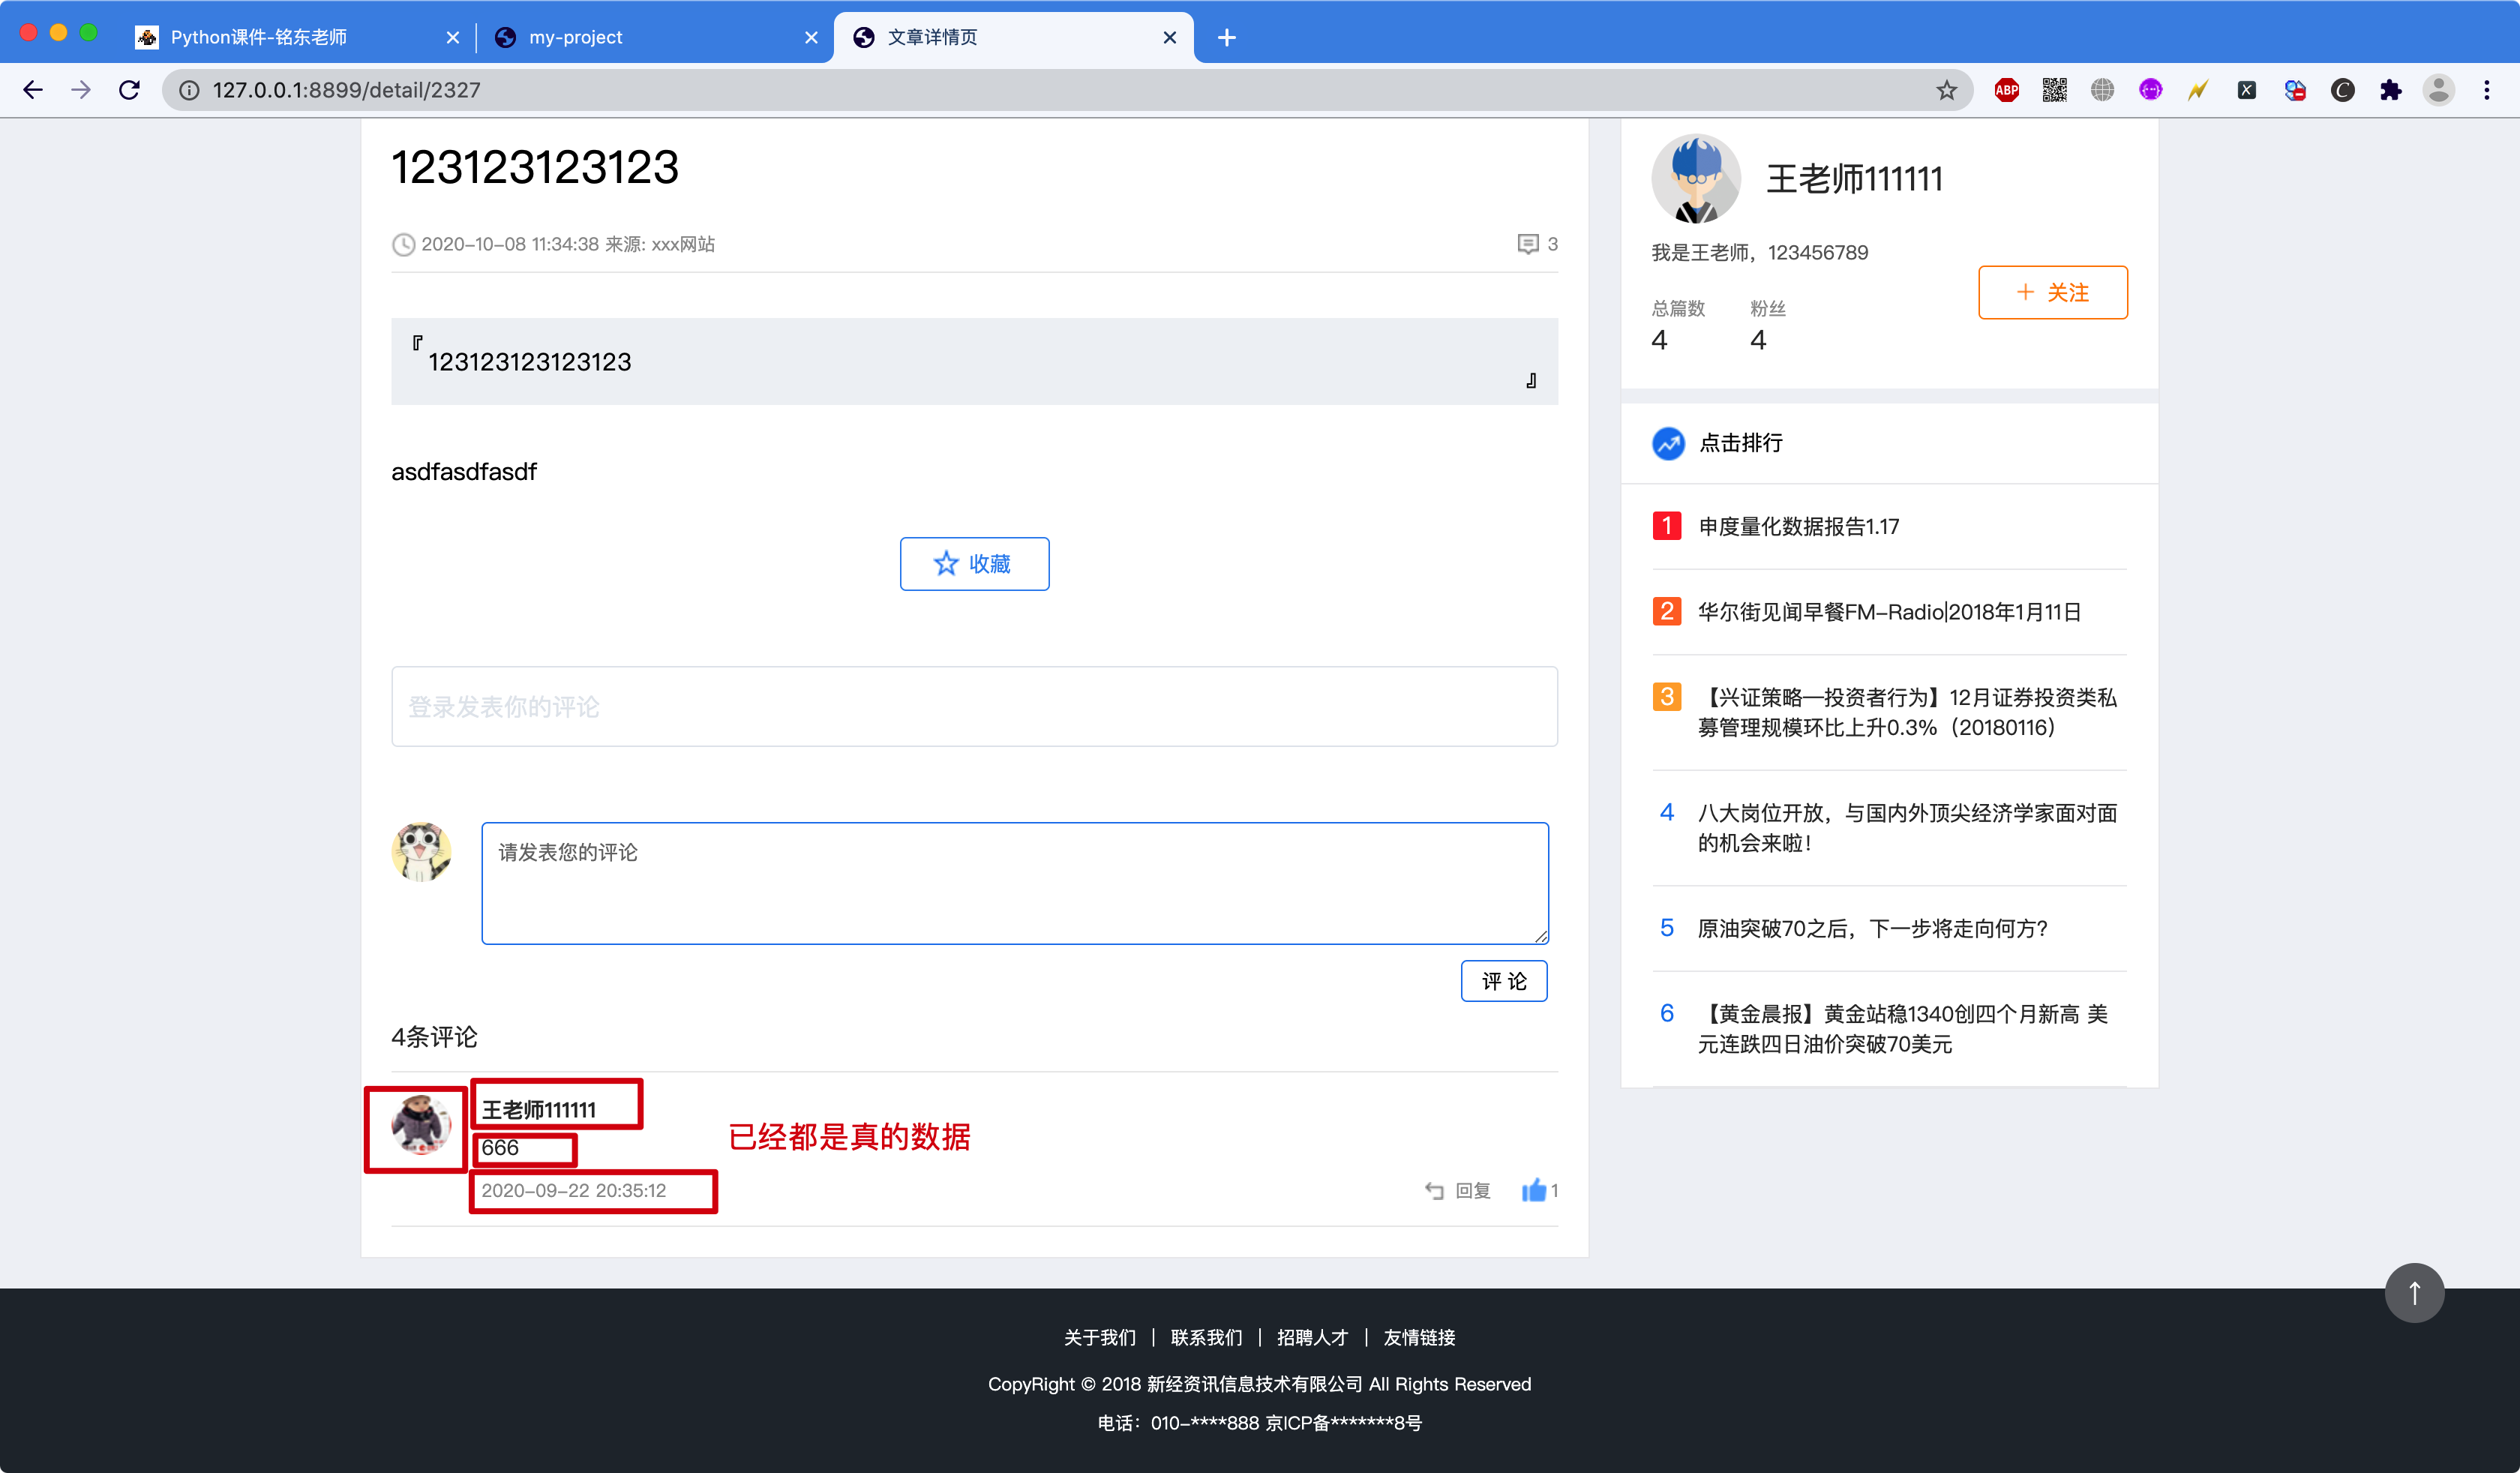 Python课件-铭东老师
my-project
文章详情页
127.0.0.1:8899/detail/2327
ABP
123123123123
2020-10-08 11:34:38 来源: xxx网站
3
『
123123123123123
』
asdfasdfasdf
收藏
登录发表你的评论
请发表您的评论
评 论
4条评论
王老师111111
666
已经都是真的数据
2020-09-22 20:35:12
回复
1
王老师111111
我是王老师，123456789
总篇数
粉丝
4
4
+ 关注
点击排行
1 申度量化数据报告1.17
2 华尔街见闻早餐FM-Radio|2018年1月11日
3 【兴证策略—投资者行为】12月证券投资类私
募管理规模环比上升0.3%（20180116）
4 八大岗位开放，与国内外顶尖经济学家面对面
的机会来啦！
5 原油突破70之后，下一步将走向何方?
6 【黄金晨报】黄金站稳1340创四个月新高 美
元连跌四日油价突破70美元
↑
关于我们 | 联系我们 | 招聘人才 | 友情链接
CopyRight © 2018 新经资讯信息技术有限公司 All Rights Reserved
电话：010-****888 京ICP备*******8号